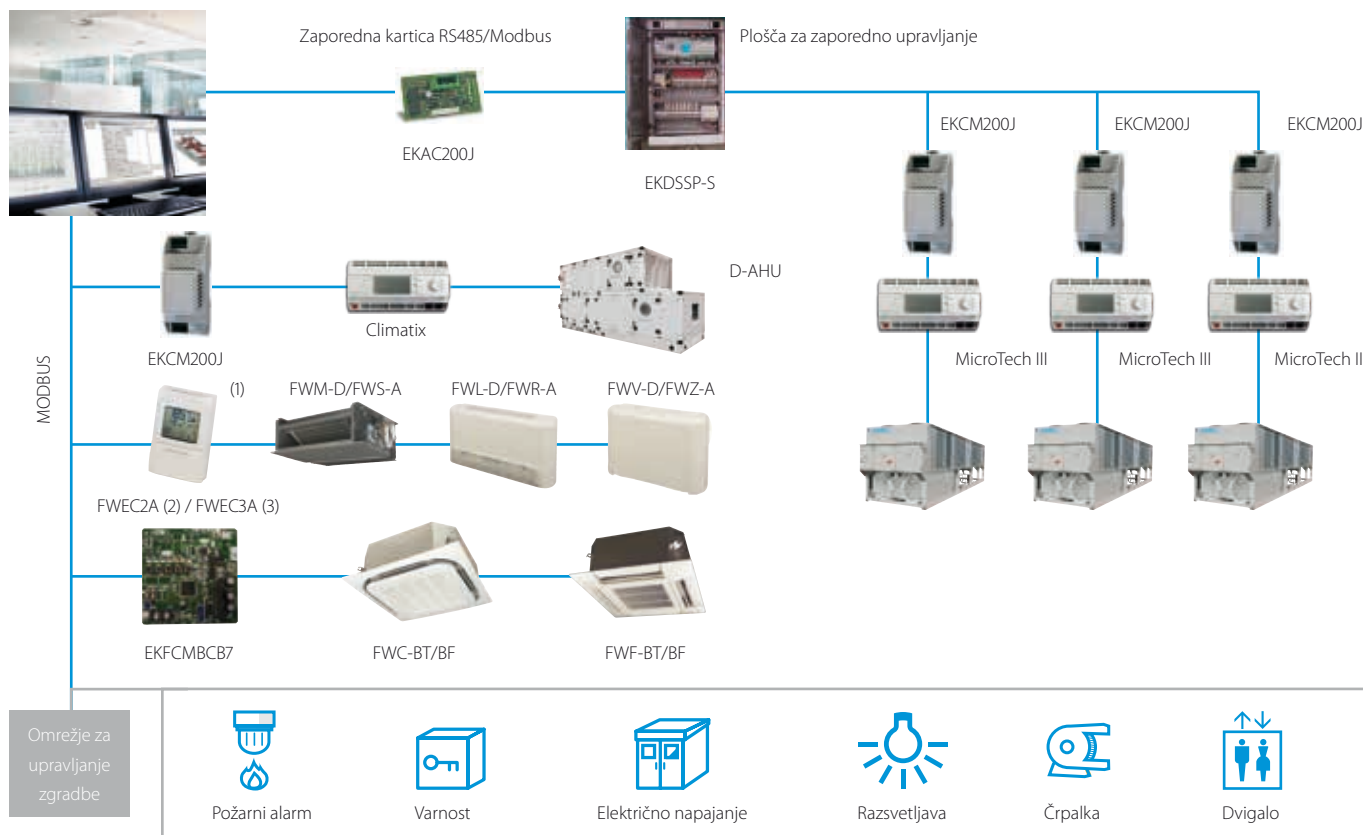 Zaporedna kartica RS485/Modbus
Plošča za zaporedno upravljanje
EKCM200J
EKCM200J
EKCM200J
EKAC200J
EKDSSP-S
D-AHU
Climatix
EKCM200J
MicroTech III
MicroTech III
MicroTech II
MODBUS
(1)
FWM-D/FWS-A
FWL-D/FWR-A
FWV-D/FWZ-A
FWEC2A (2) / FWEC3A (3)
EKFCMBCB7
FWC-BT/BF
FWF-BT/BF
Omrežje za
upravljanje
zgradbe
Požarni alarm
Varnost
Električno napajanje
Razsvetljava
Črpalka
Dvigalo